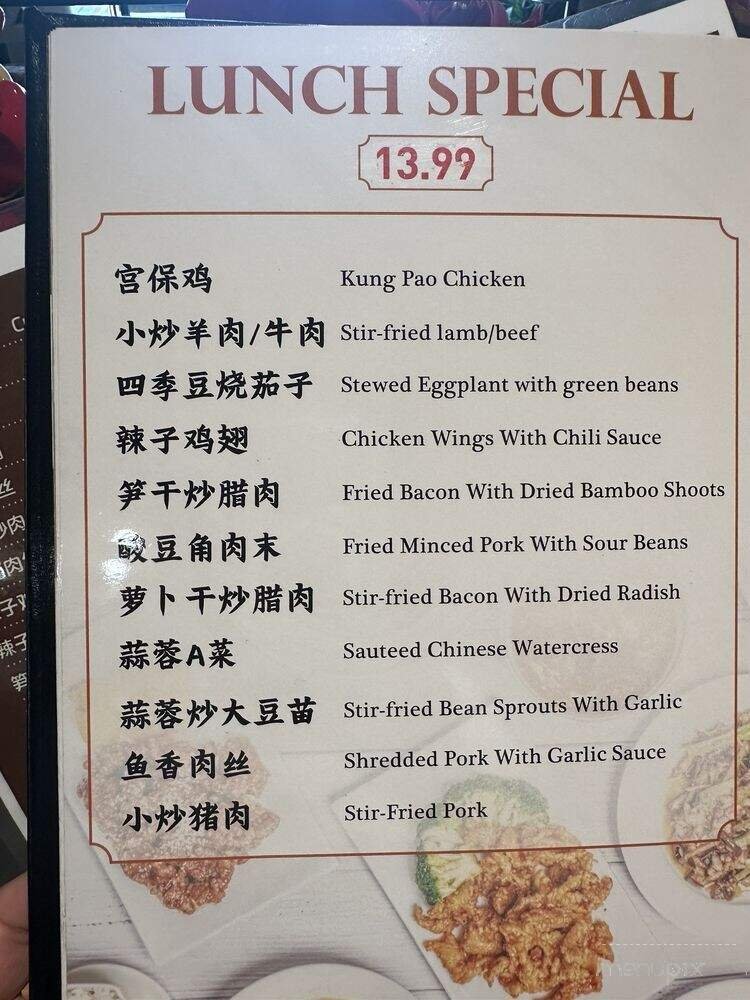 LUNCH SPECIAL
13.99
宫保鸡 Kung Pao Chicken
小炒羊肉/牛肉 Stir-fried lamb/beef
四季豆烧茄子 Stewed Eggplant with green beans
辣子鸡翅 Chicken Wings With Chili Sauce
笋干炒腊肉 Fried Bacon With Dried Bamboo Shoots
酸豆角肉末 Fried Minced Pork With Sour Beans
萝卜干炒腊肉 Stir-fried Bacon With Dried Radish
蒜蓉A菜 Sauteed Chinese Watercress
蒜蓉炒大豆苗 Stir-fried Bean Sprouts With Garlic
鱼香肉丝 Shredded Pork With Garlic Sauce
小炒猪肉 Stir-Fried Pork
menupix